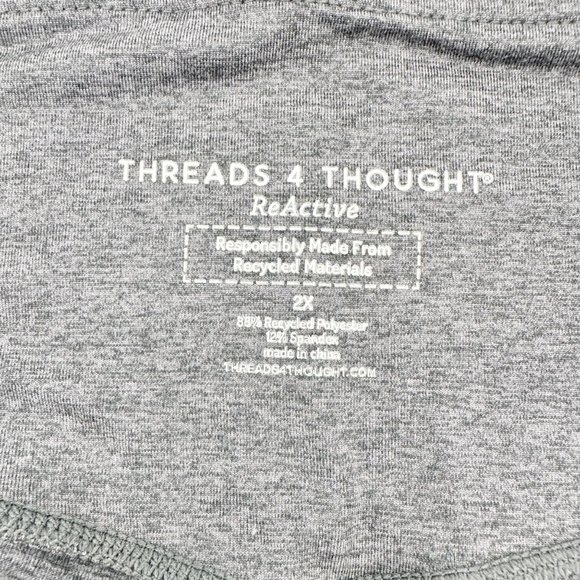 THREADS 4 THOUGHT®
ReActive
Responsibly Made From
Recycled Materials
2X
88% Recycled Polyester
12% Spandex
made in china
THREADS4THOUGHT.COM